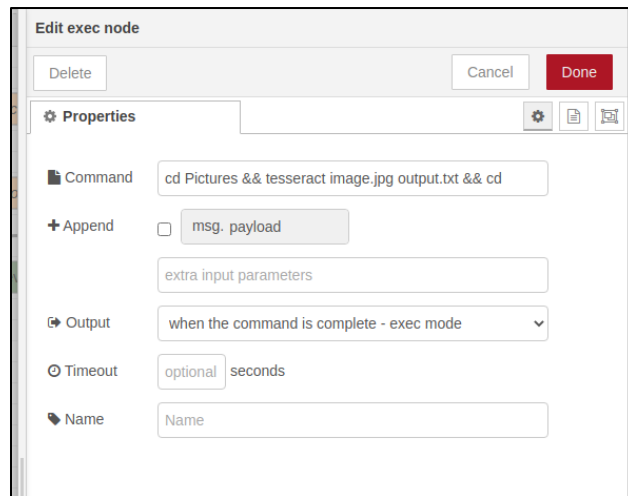 Edit exec node
Delete
Cancel
Done
Properties
Command
cd Pictures && tesseract image.jpg output.txt && cd
Append
msg. payload
extra input parameters
Output
when the command is complete - exec mode
Timeout
optional
seconds
Name
Name